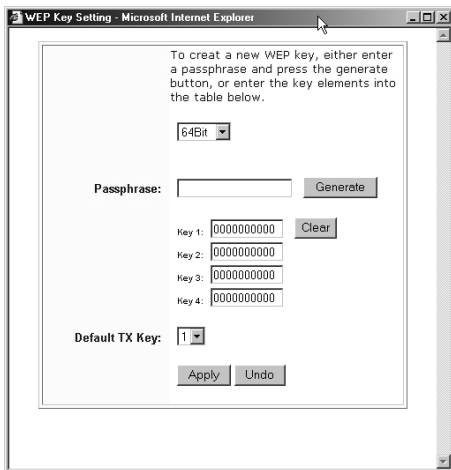 WEP Key Setting - Microsoft Internet Explorer
To creat a new WEP key, either enter
a passphrase and press the generate
button, or enter the key elements into
the table below.
64Bit
Passphrase: Generate
Key 1: 0000000000 Clear
Key 2: 0000000000
Key 3: 0000000000
Key 4: 0000000000
Default TX Key: 1
Apply Undo